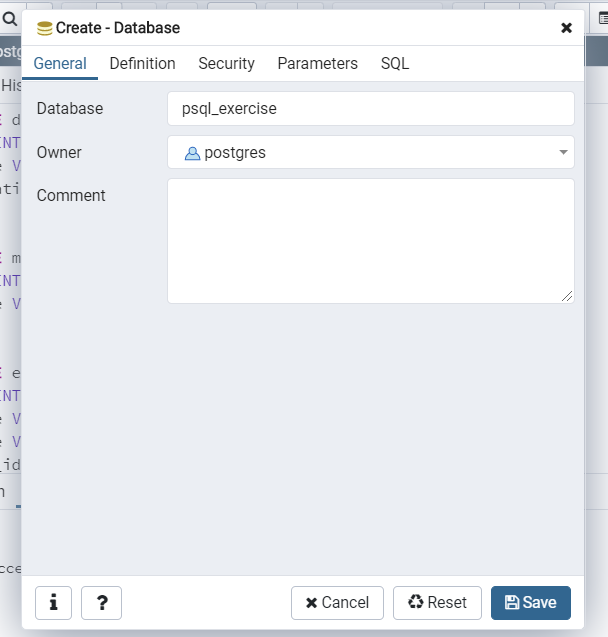 Create - Database
General Definition Security Parameters SQL
Database psql_exercise
Owner postgres
Comment
i ? Cancel Reset Save